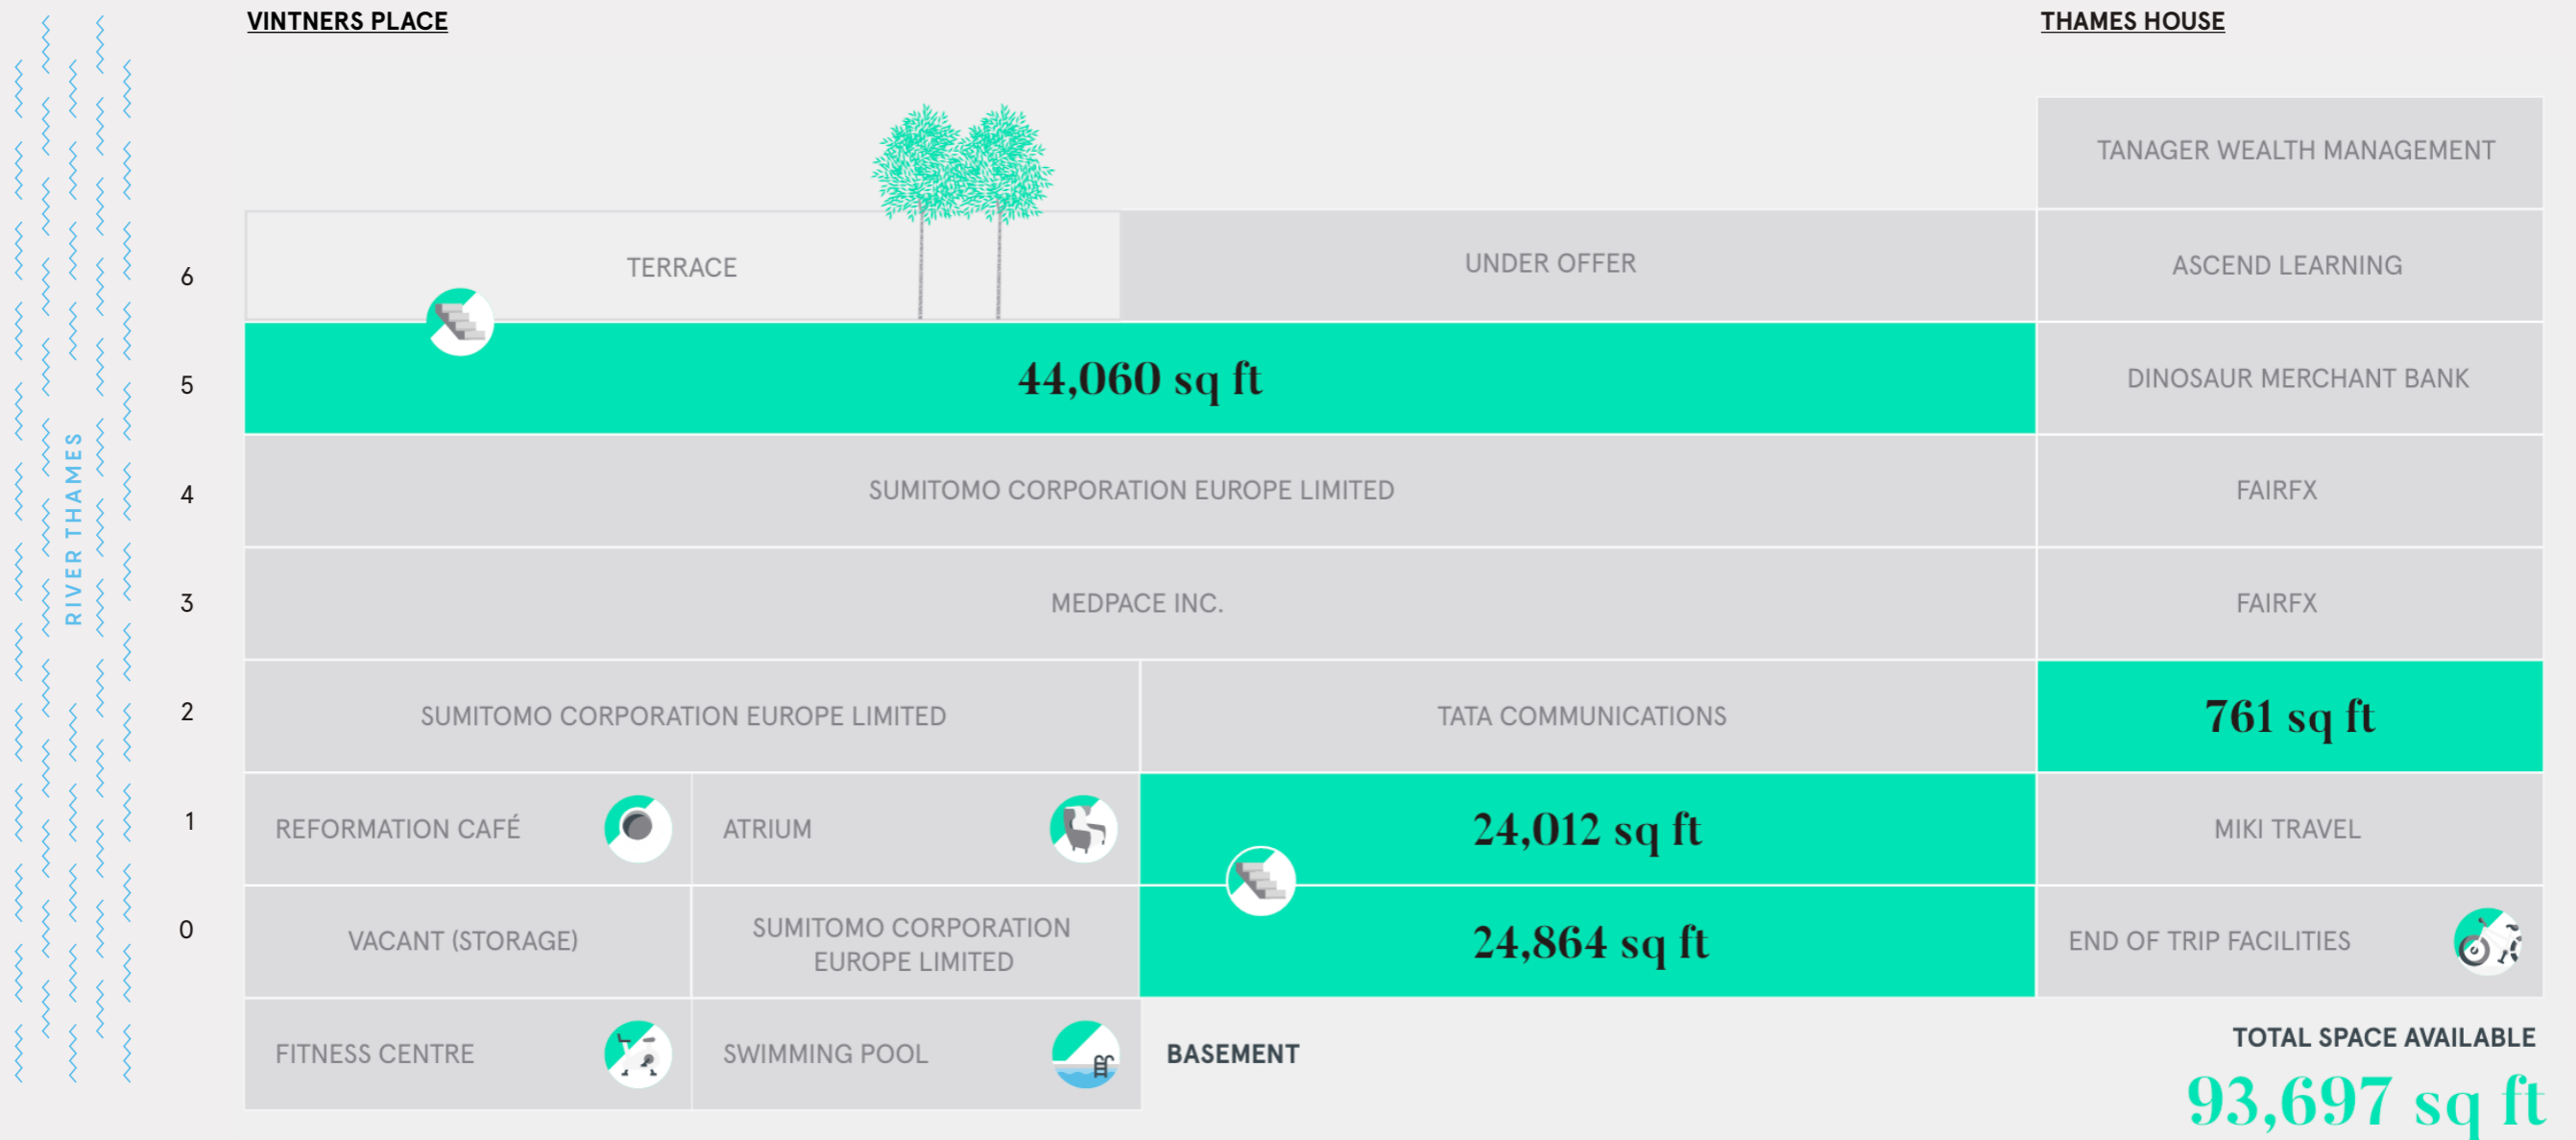 VINTNERS PLACE
THAMES HOUSE
TANAGER WEALTH MANAGEMENT
6
TERRACE
UNDER OFFER
ASCEND LEARNING
5
44,060 sq ft
DINOSAUR MERCHANT BANK
RIVER THAMES
4
SUMITOMO CORPORATION EUROPE LIMITED
FAIRFX
3
MEDPACE INC.
FAIRFX
2
SUMITOMO CORPORATION EUROPE LIMITED
TATA COMMUNICATIONS
761 sq ft
1
REFORMATION CAFÉ
ATRIUM
24,012 sq ft
MIKI TRAVEL
0
VACANT (STORAGE)
SUMITOMO CORPORATION
EUROPE LIMITED
24,864 sq ft
END OF TRIP FACILITIES
FITNESS CENTRE
SWIMMING POOL
BASEMENT
TOTAL SPACE AVAILABLE
93,697 sq ft